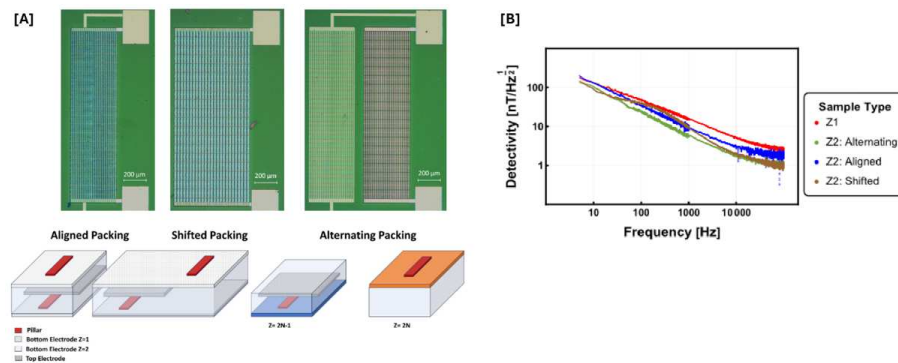 [A]
200 μm
200 μm
200 μm
Aligned Packing
Shifted Packing
Alternating Packing
Z= 2N-1
Z= 2N
Pillar
Bottom Electrode Z=1
Bottom Electrode Z=2
Top Electrode
[B]
Detectivity [nT/Hz^1/2]
100
10
1
10
100
1000
10000
Frequency [Hz]
Sample Type
Z1
Z2: Alternating
Z2: Aligned
Z2: Shifted